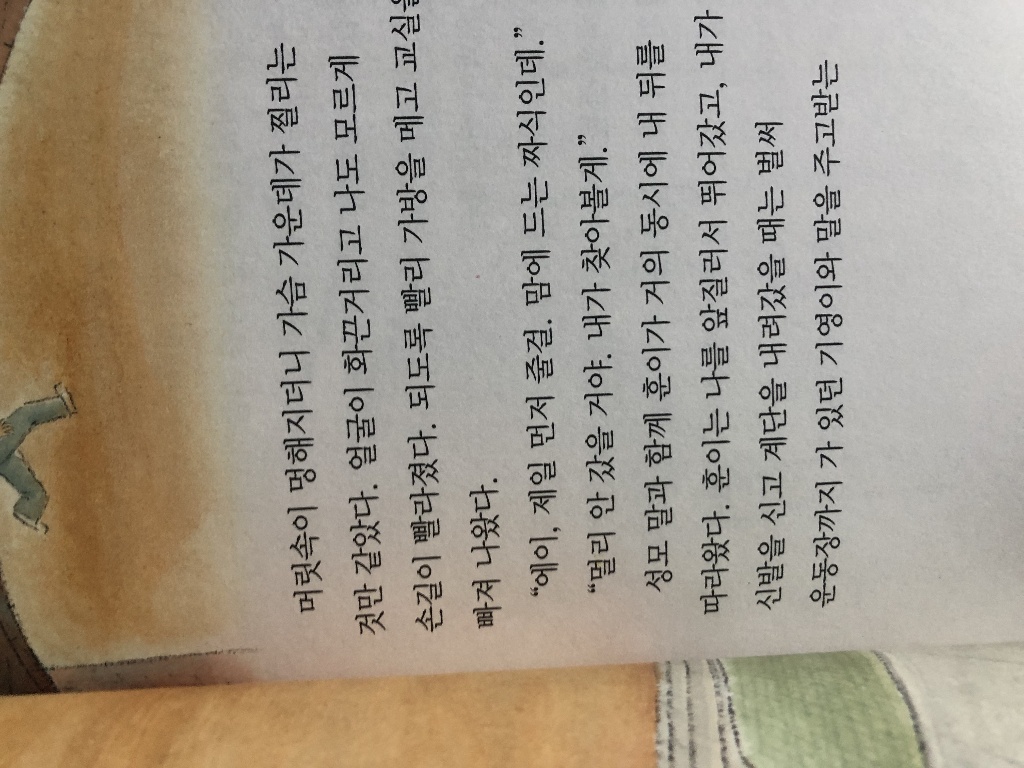 머릿속이 멍해지더니 가슴 가운데가 찔리는
것만 같았다. 얼굴이 화끈거리고 나도 모르게
손길이 빨라졌다. 되도록 빨리 가방을 메고 교실을
빠져 나왔다.
“에이, 제일 먼저 줄걸. 맘에 드는 짜식인데.”
“멀리 안 갔을 거야. 내가 찾아볼게.”
성모 말과 함께 훈이가 거의 동시에 내 뒤를
따라왔다. 훈이는 나를 앞질러서 뛰어갔고, 내가
신발을 신고 계단을 내려갔을 때는 벌써
운동장까지 가 있던 기영이와 말을 주고받는